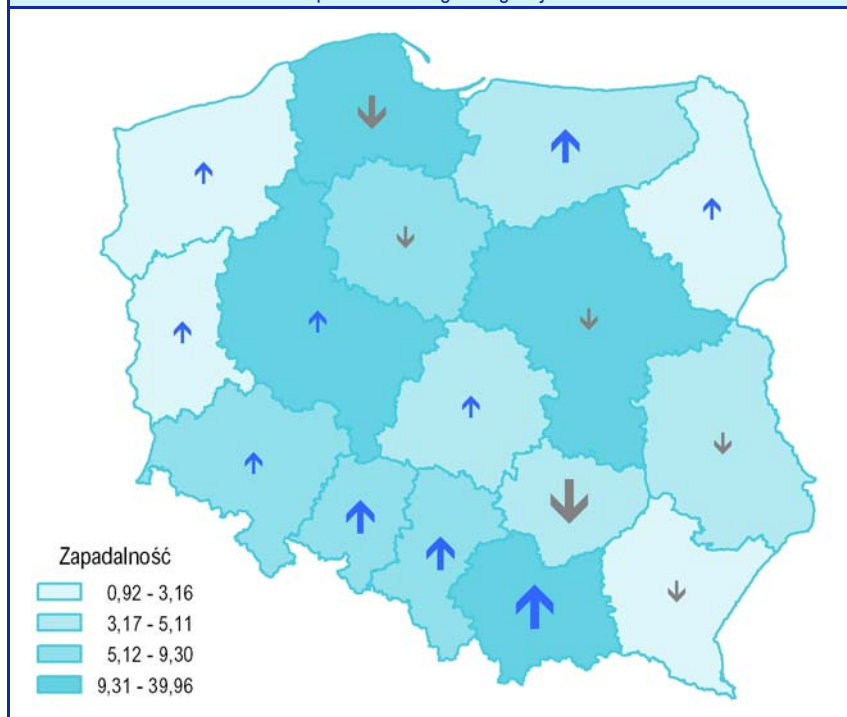 Zapadalność
0,92 - 3,16
3,17 - 5,11
5,12 - 9,30
9,31 - 39,96